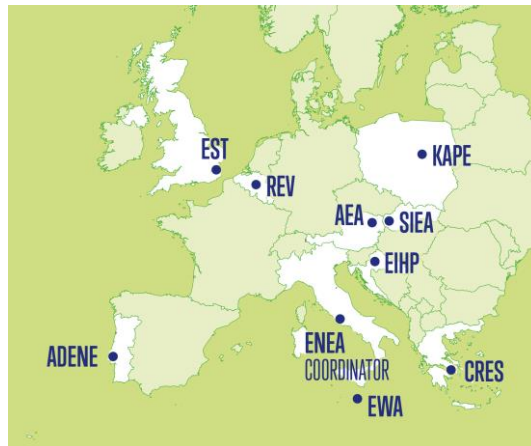 EST
REV
KAPE
AEA
SIEA
EIHP
ADENE
ENEA
COORDINATOR
CRES
EWA